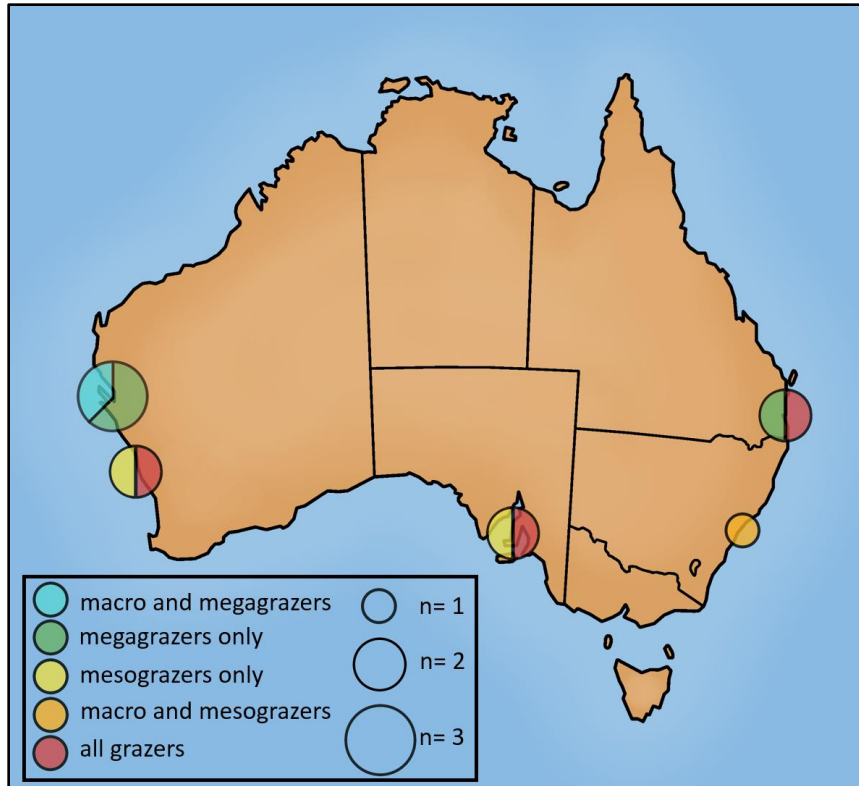 macro and megagrazers
megagrazers only
mesograzers only
macro and mesograzers
all grazers
n= 1
n= 2
n= 3